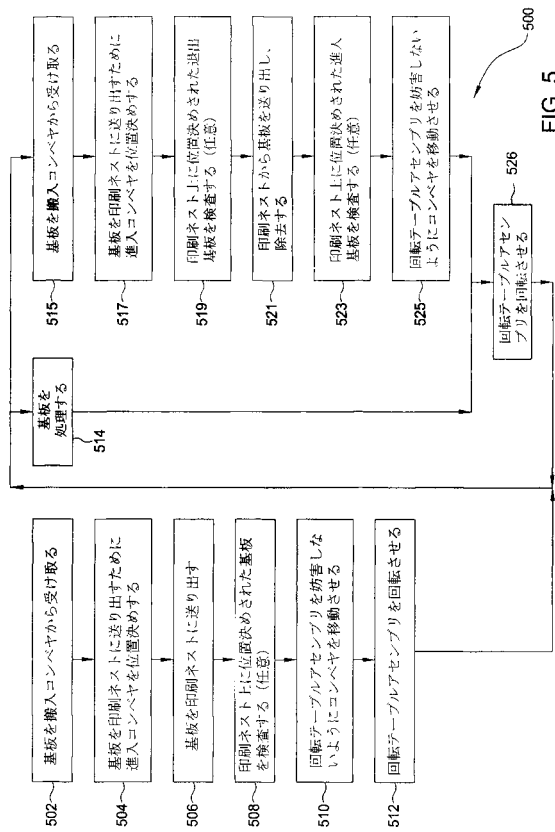 基板を搬入コンベヤから受け取る
502
基板を印刷ネストに送り出すために
進入コンベヤを位置決めする
504
基板を印刷ネストに送り出す
506
印刷ネスト上に位置決めされた基板
を検査する（任意）
508
回転テーブルアセンブリを妨害しな
いようにコンベヤを移動させる
510
回転テーブルアセンブリを回転させる
512
基板を
処理する
514
基板を搬入コンベヤから受け取る
515
基板を印刷ネストに送り出すために
進入コンベヤを位置決めする
517
印刷ネスト上に位置決めされた退出
基板を検査する（任意）
519
印刷ネストから基板を送り出し、
除去する
521
印刷ネスト上に位置決めされた進入
基板を検査する（任意）
523
回転テーブルアセンブリを妨害しない
ようにコンベヤを移動させる
525
回転テーブルアセン
ブリを回転させる
526
500
FIG. 5